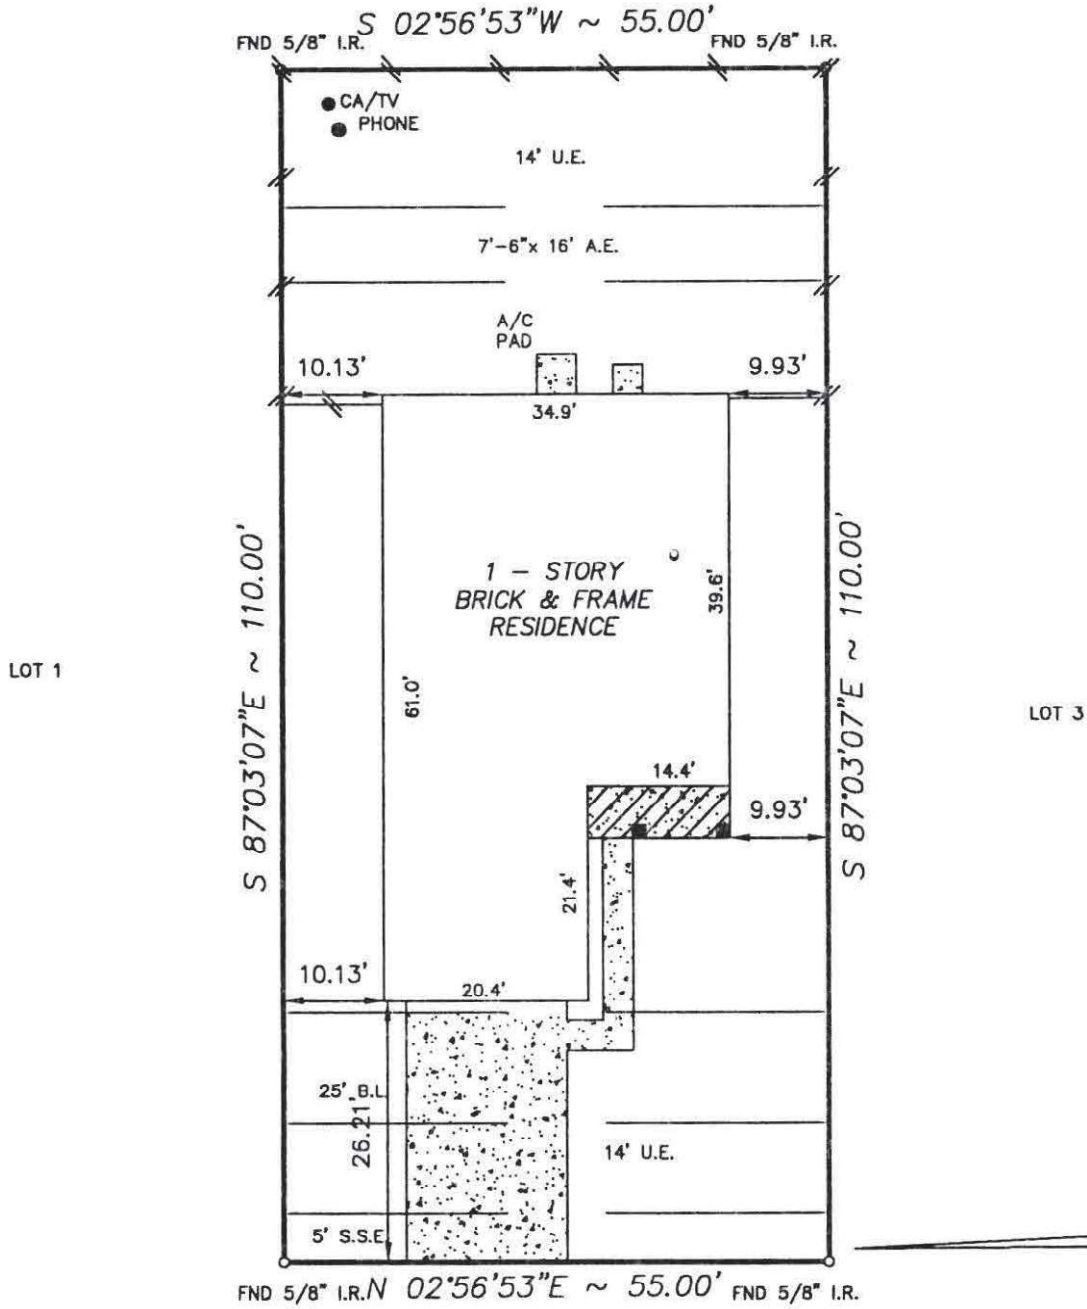 S 02°56'53"W ~ 55.00'
FND 5/8" I.R.
FND 5/8" I.R.
CA/TV
PHONE
14' U.E.
7'-6"x 16' A.E.
A/C
PAD
10.13'
9.93'
34.9'
S 87°03'07"E ~ 110.00'
S 87°03'07"E ~ 110.00'
1 - STORY
BRICK & FRAME
RESIDENCE
39.6'
LOT 1
61.0'
LOT 3
14.4'
9.93'
21.4'
10.13'
20.4'
25' B.L.
26.21'
14' U.E.
5' S.S.E.
FND 5/8" I.R.
N 02°56'53"E ~ 55.00'
FND 5/8" I.R.